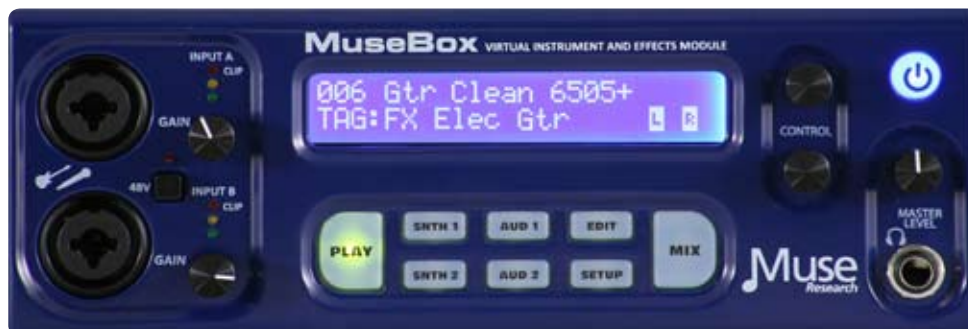 INPUT A
CLIP
GAIN
48V
INPUT B
CLIP
GAIN
MuseBox VIRTUAL INSTRUMENT AND EFFECTS MODULE
006 Gtr Clean 6505+
TAG:FX Elec Gtr L R
PLAY
SNTH 1
AUD 1
EDIT
SNTH 2
AUD 2
SETUP
MIX
CONTROL
MASTER
LEVEL
Muse
Research